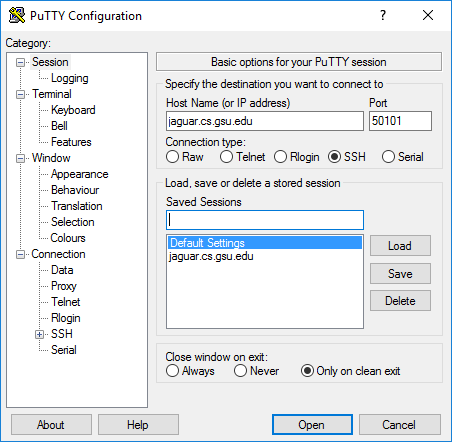 PuTTY Configuration
?
Category:
Session
Logging
Terminal
Keyboard
Bell
Features
Window
Appearance
Behaviour
Translation
Selection
Colours
Connection
Data
Proxy
Telnet
Rlogin
SSH
Serial
Basic options for your PuTTY session
Specify the destination you want to connect to
Host Name (or IP address) Port
jaguar.cs.gsu.edu 50101
Connection type:
Raw Telnet Rlogin SSH Serial
Load, save or delete a stored session
Saved Sessions
Default Settings
jaguar.cs.gsu.edu
Load
Save
Delete
Close window on exit:
Always Never Only on clean exit
About Help Open Cancel